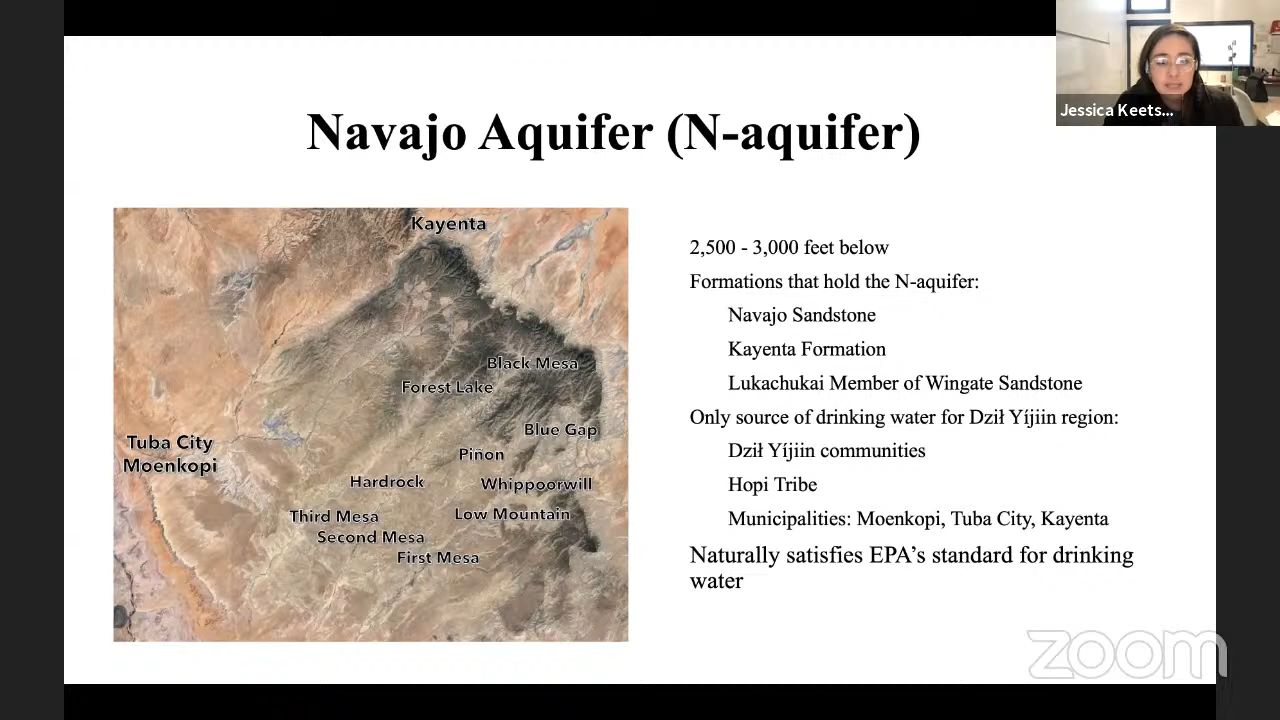 Jessica Keets...
Navajo Aquifer (N-aquifer)
Kayenta
Black Mesa
Forest Lake
Blue Gap
Tuba City
Moenkopi
Piñon
Hardrock
Whippoorwill
Third Mesa
Low Mountain
Second Mesa
First Mesa
2,500 - 3,000 feet below
Formations that hold the N-aquifer:
Navajo Sandstone
Kayenta Formation
Lukachukai Member of Wingate Sandstone
Only source of drinking water for Dził Yíjiin region:
Dził Yíjiin communities
Hopi Tribe
Municipalities: Moenkopi, Tuba City, Kayenta
Naturally satisfies EPA’s standard for drinking
water
zoom